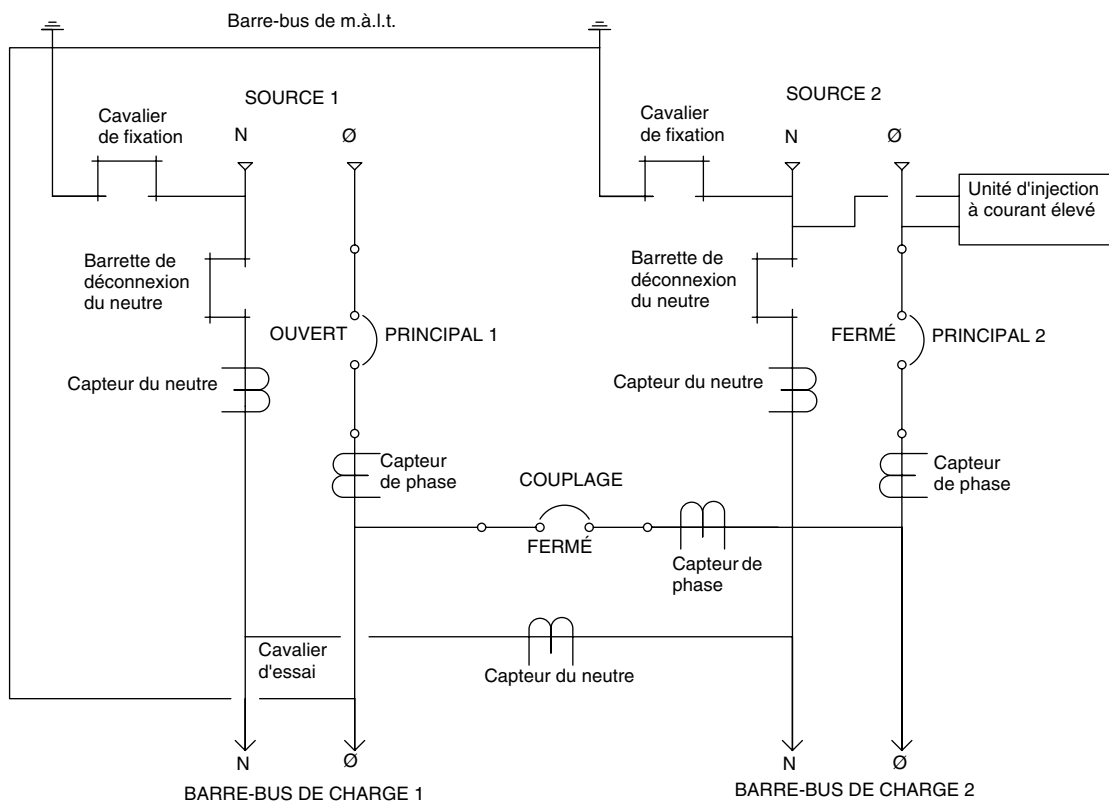 Barre-bus de m.à.l.t.
SOURCE 1
SOURCE 2
Cavalier
de fixation
N
Ø
Cavalier
de fixation
N
Ø
Unité d'injection
à courant élevé
Barrette de
déconnexion
du neutre
Barrette de
déconnexion
du neutre
OUVERT
PRINCIPAL 1
FERMÉ
PRINCIPAL 2
Capteur du neutre
Capteur du neutre
Capteur
de phase
Capteur
de phase
COUPLAGE
FERMÉ
Capteur de
phase
Cavalier
d'essai
Capteur du neutre
N
Ø
N
Ø
BARRE-BUS DE CHARGE 1
BARRE-BUS DE CHARGE 2